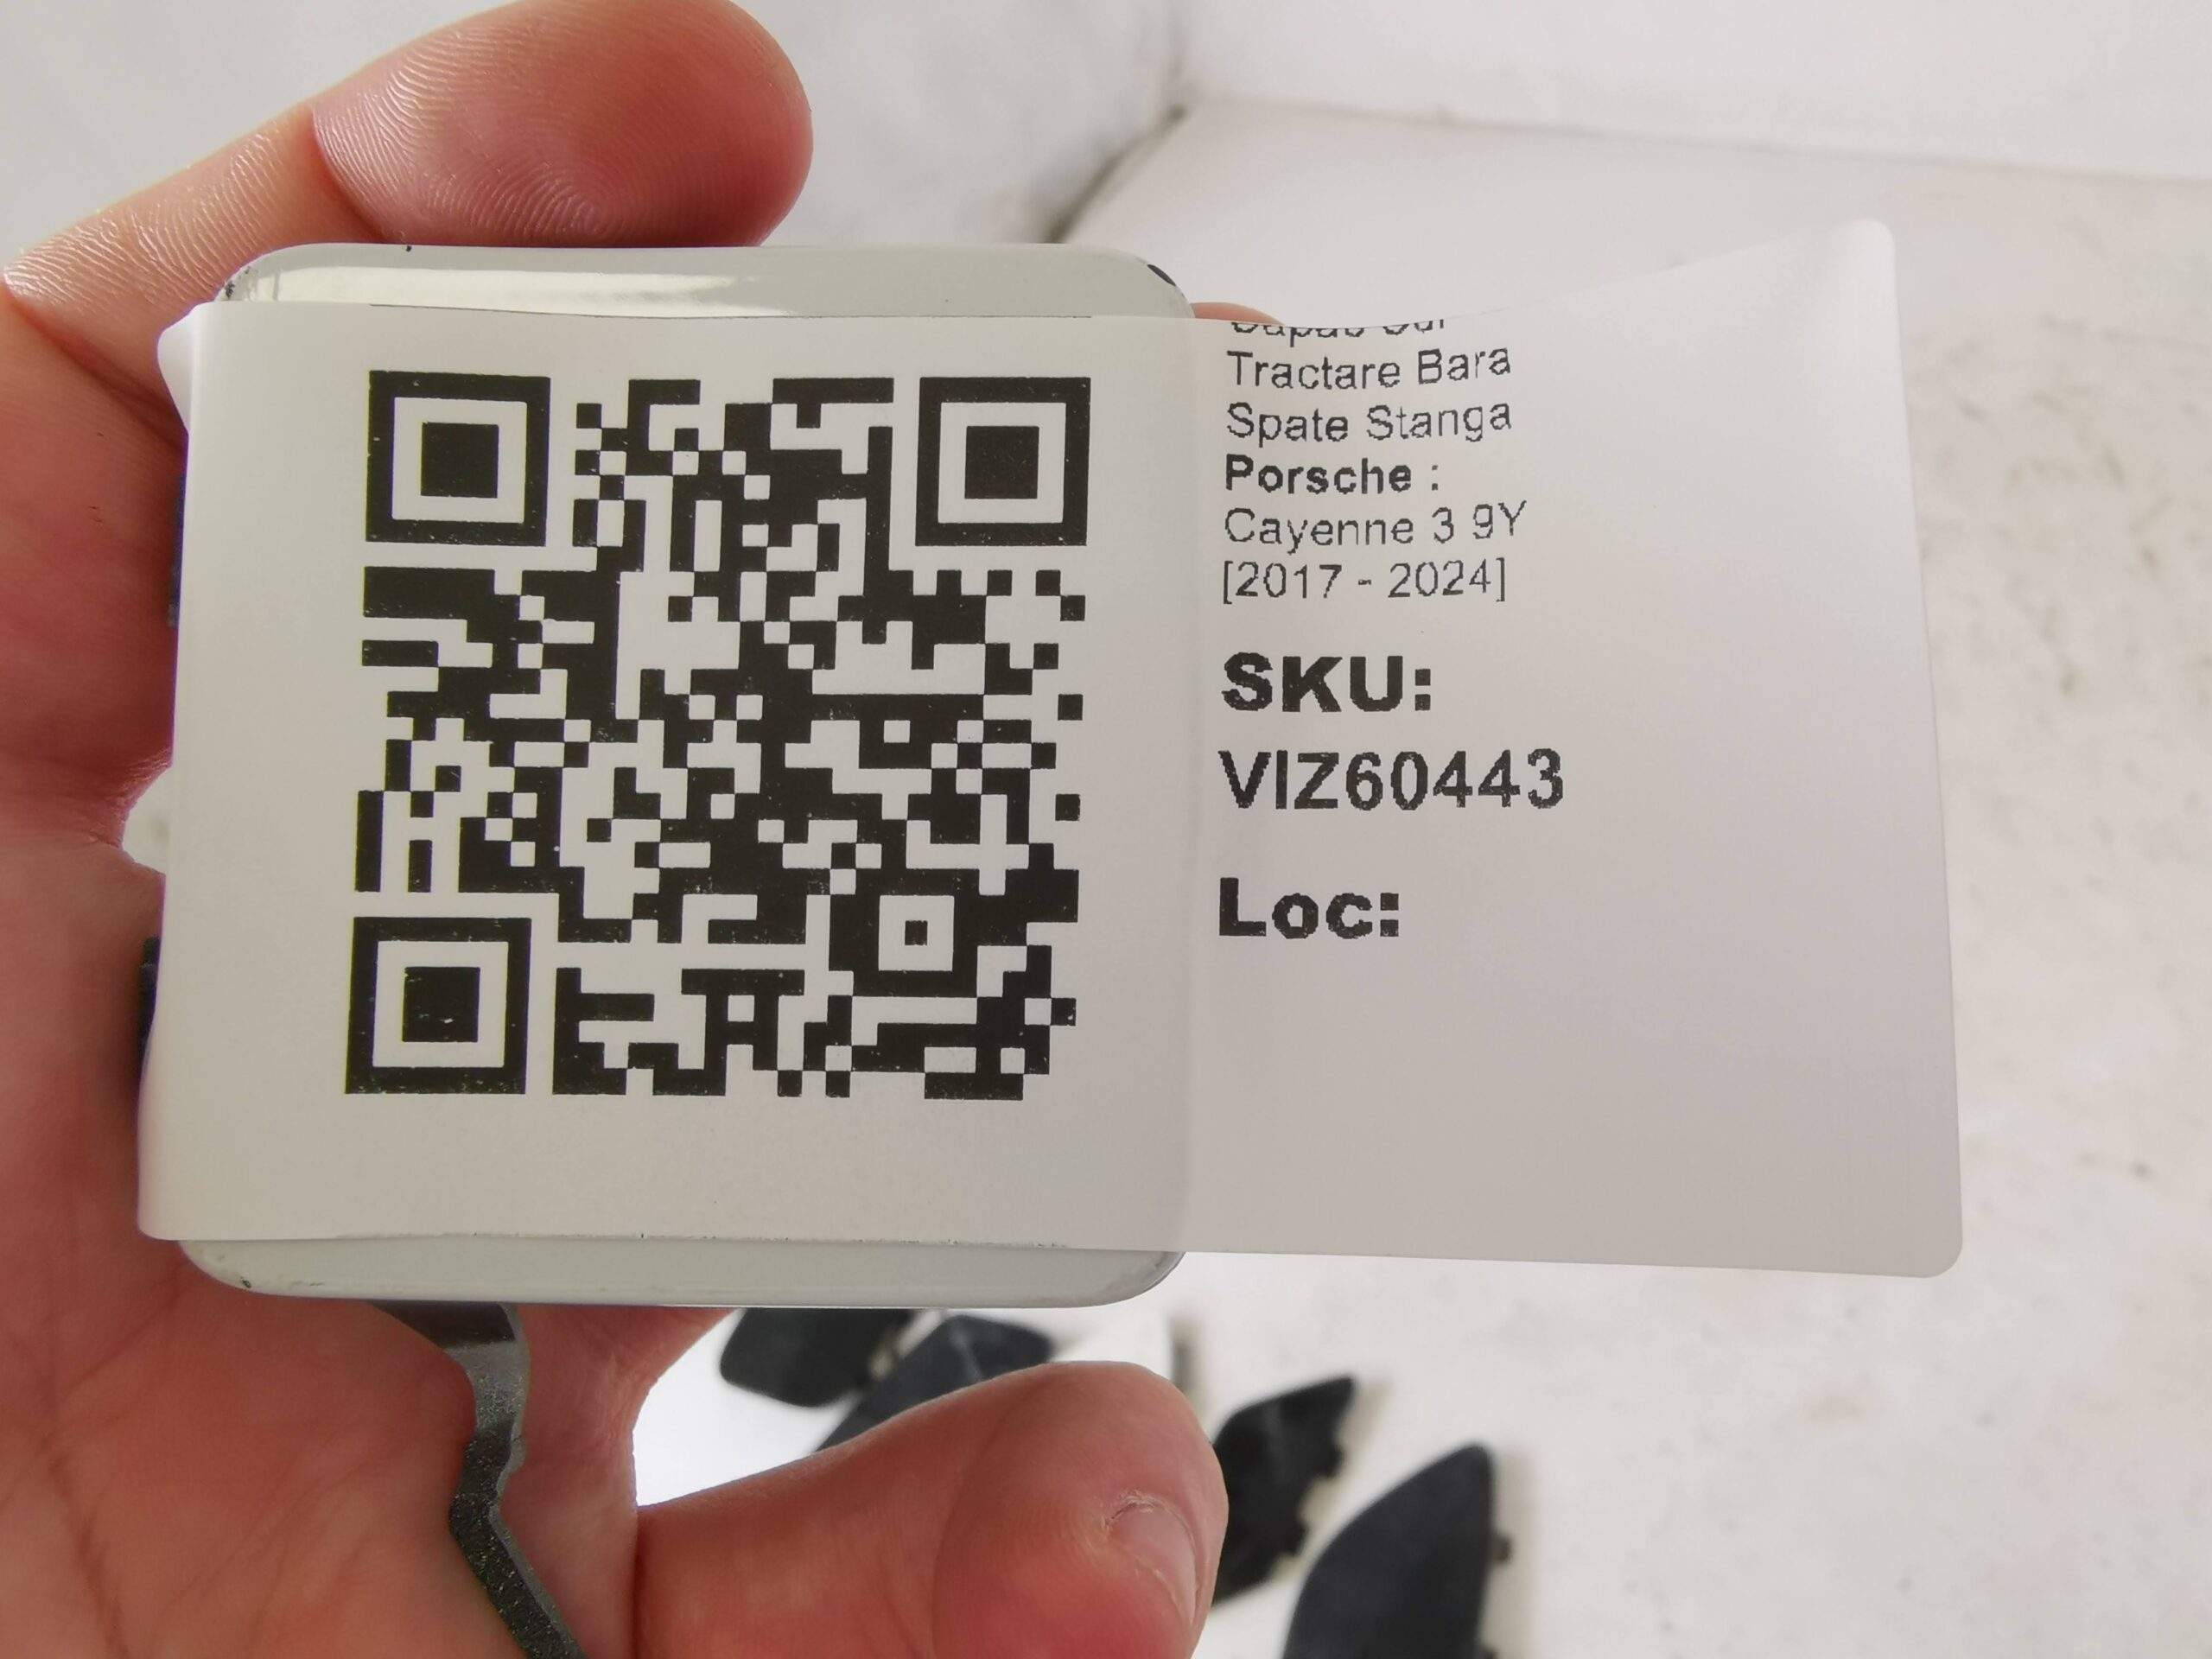 Tractare Bara
Spate Stanga
Porsche :
Cayenne 3 9Y
[2017 - 2024]
SKU:
VIZ60443
Loc: